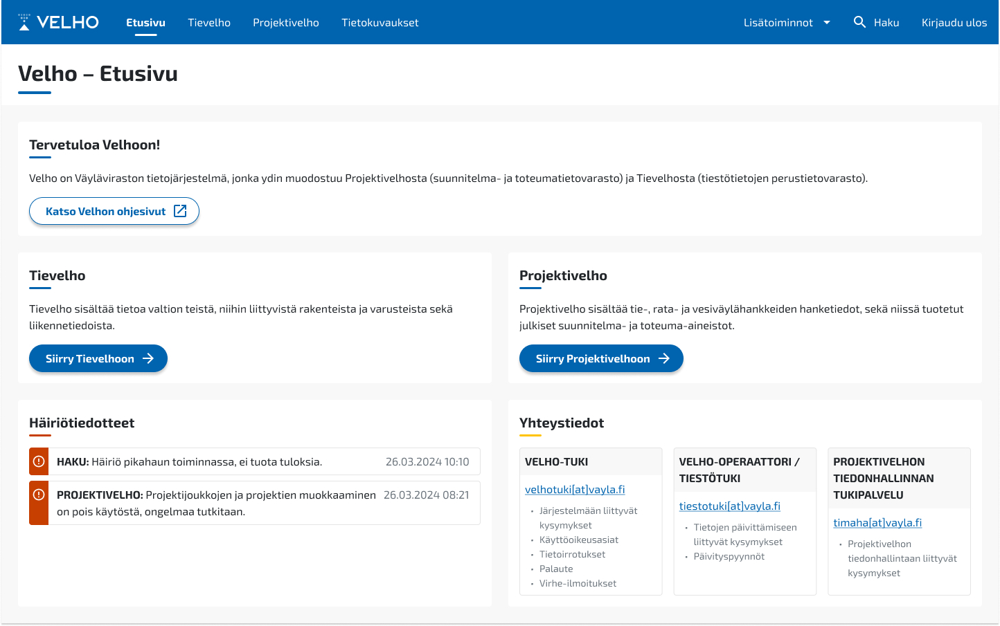 VELHO
Etusivu
Tievelho
Projektivelho
Tietokuvaukset
Lisätoiminnot
Haku
Kirjaudu ulos
Velho – Etusivu
Tervetuloa Velhoon!
Velho on Väyläviraston tietojärjestelmä, jonka ydin muodostuu Projektivelhosta (suunnitelma- ja toteumatietovarasto) ja Tievelhosta (tiestötietojen perustietovarasto).
Katso Velhon ohjesivut
Tievelho
Tievelho sisältää tietoa valtion teistä, niihin liittyvistä rakenteista ja varusteista sekä
liikennetiedoista.
Siirry Tievelhoon
Projektivelho
Projektivelho sisältää tie-, rata- ja vesiväylähankkeiden hanketiedot, sekä niissä tuotetut
julkiset suunnitelma- ja toteuma-aineistot.
Siirry Projektivelhoon
Häiriötiedotteet
HAKU: Häiriö pikahaun toiminnassa, ei tuota tuloksia. 26.03.2024 10:10
PROJEKTIVELHO: Projektijoukkojen ja projektien muokkaaminen 26.03.2024 08:21
on pois käytöstä, ongelmaa tutkitaan.
Yhteystiedot
VELHO-TUKI
velhotuki[at]vayla.fi
• Järjestelmään liittyvät
kysymykset
• Käyttöoikeusasiat
• Tietoirrotukset
• Palaute
• Virhe-ilmoitukset
VELHO-OPERAATTORI /
TIESTÖTUKI
tiestotuki[at]vayla.fi
• Tietojen päivittämiseen
liittyvät kysymykset
• Päivityspyynnöt
PROJEKTIVELHON
TIEDONHALLINNAN
TUKIPALVELU
timaha[at]vayla.fi
• Projektivelhon
tiedonhallintaan liittyvät
kysymykset